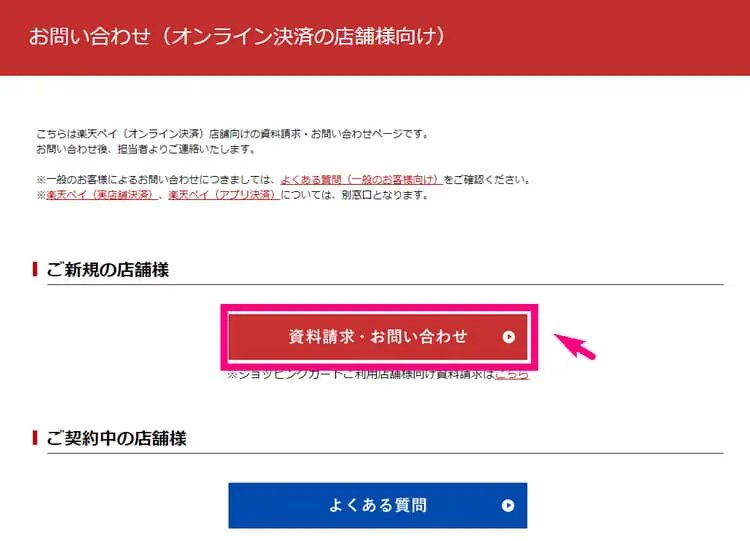 お問い合わせ（オンライン決済の店舗様向け）
こちらは楽天ペイ（オンライン決済）店舗向けの資料請求・お問い合わせページです。
お問い合わせ後、担当者よりご連絡いたします。
※一般のお客様によるお問い合わせにつきましては、よくある質問（一般のお客様向け）をご確認ください。
※楽天ペイ（実店舗決済）、楽天ペイ（アプリ決済）については、別窓口となります。
ご新規の店舗様
資料請求・お問い合わせ
※ショッピングカートご利用店舗様向け資料請求はこちら
ご契約中の店舗様
よくある質問